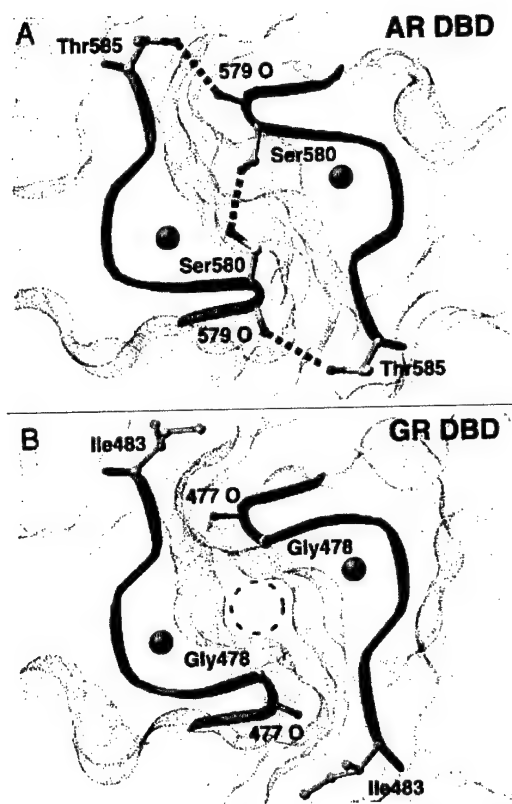 A
AR DBD
Thr585
579 O
Ser580
Ser580
579 O
Thr585
B
GR DBD
Ile483
477 O
Gly478
Gly478
477 O
Ile483